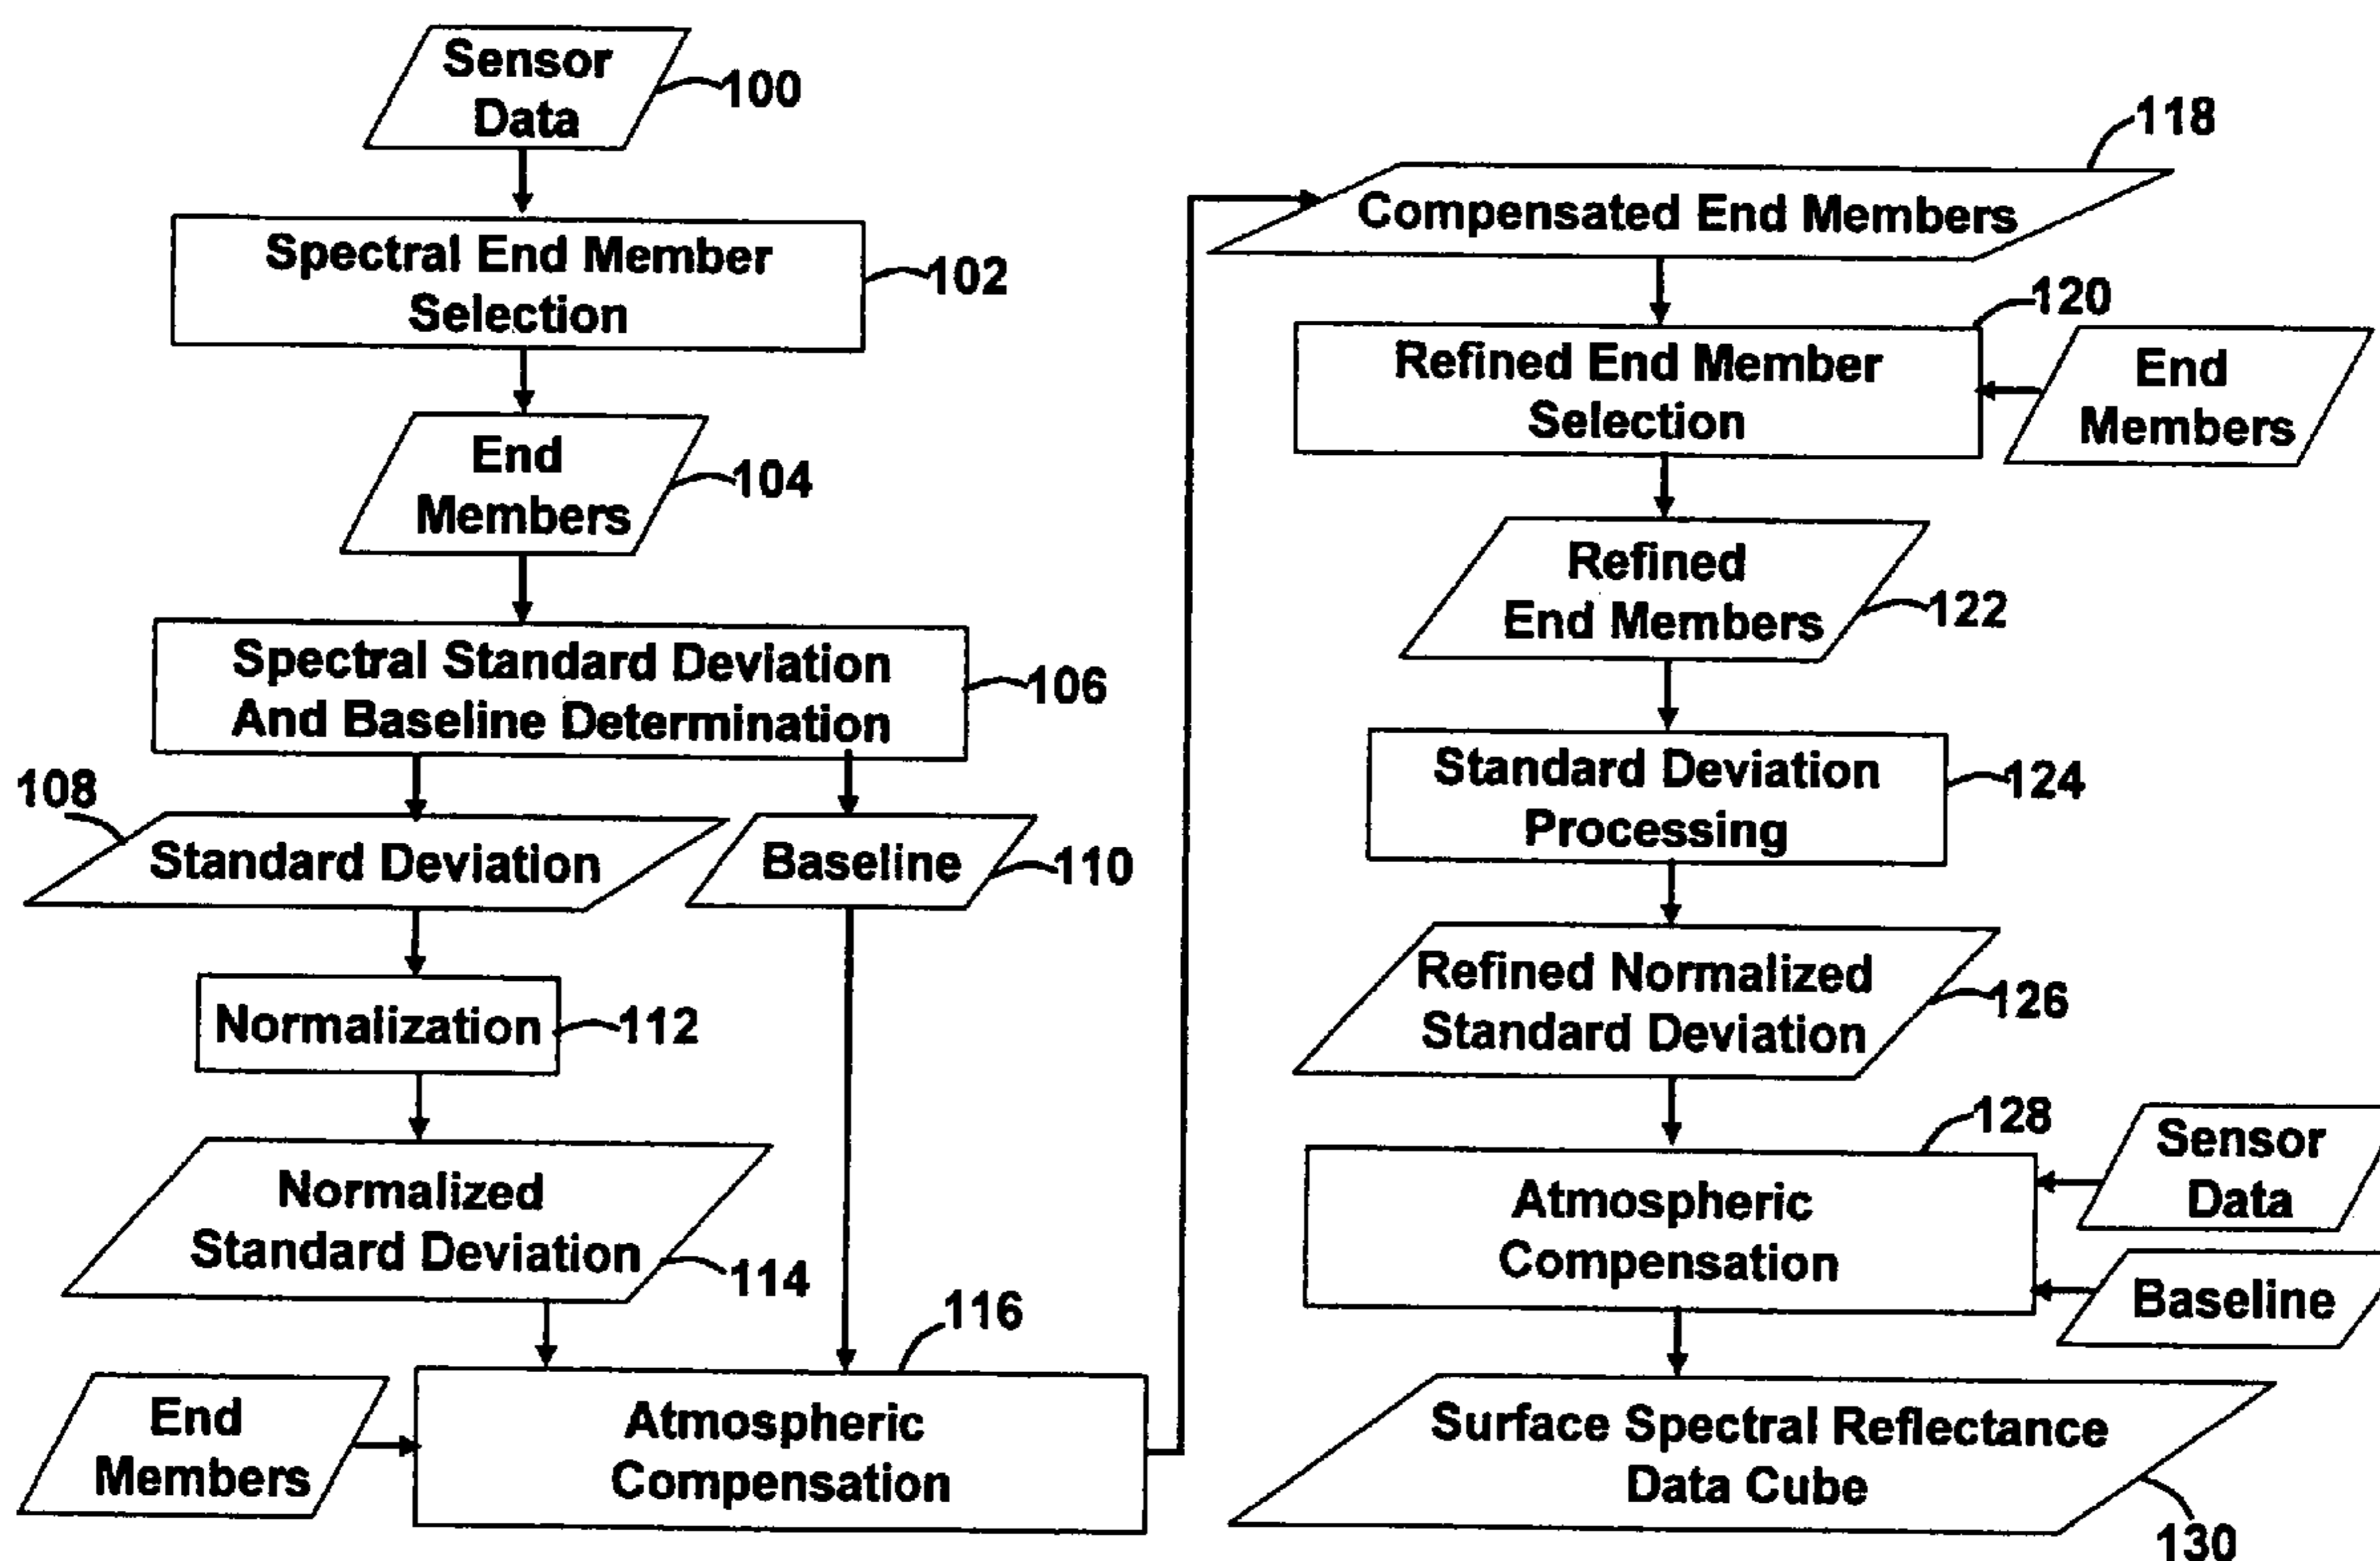 Sensor
Data
100
Spectral End Member
Selection
102
End
Members
104
Spectral Standard Deviation
And Baseline Determination
106
108
Standard Deviation
Baseline
110
Normalization
112
Normalized
Standard Deviation
114
116
End
Members
Atmospheric
Compensation
118
Compensated End Members
120
Refined End Member
Selection
End
Members
Refined
End Members
122
Standard Deviation
Processing
124
Refined Normalized
Standard Deviation
126
128
Atmospheric
Compensation
Sensor
Data
Baseline
Surface Spectral Reflectance
Data Cube
130